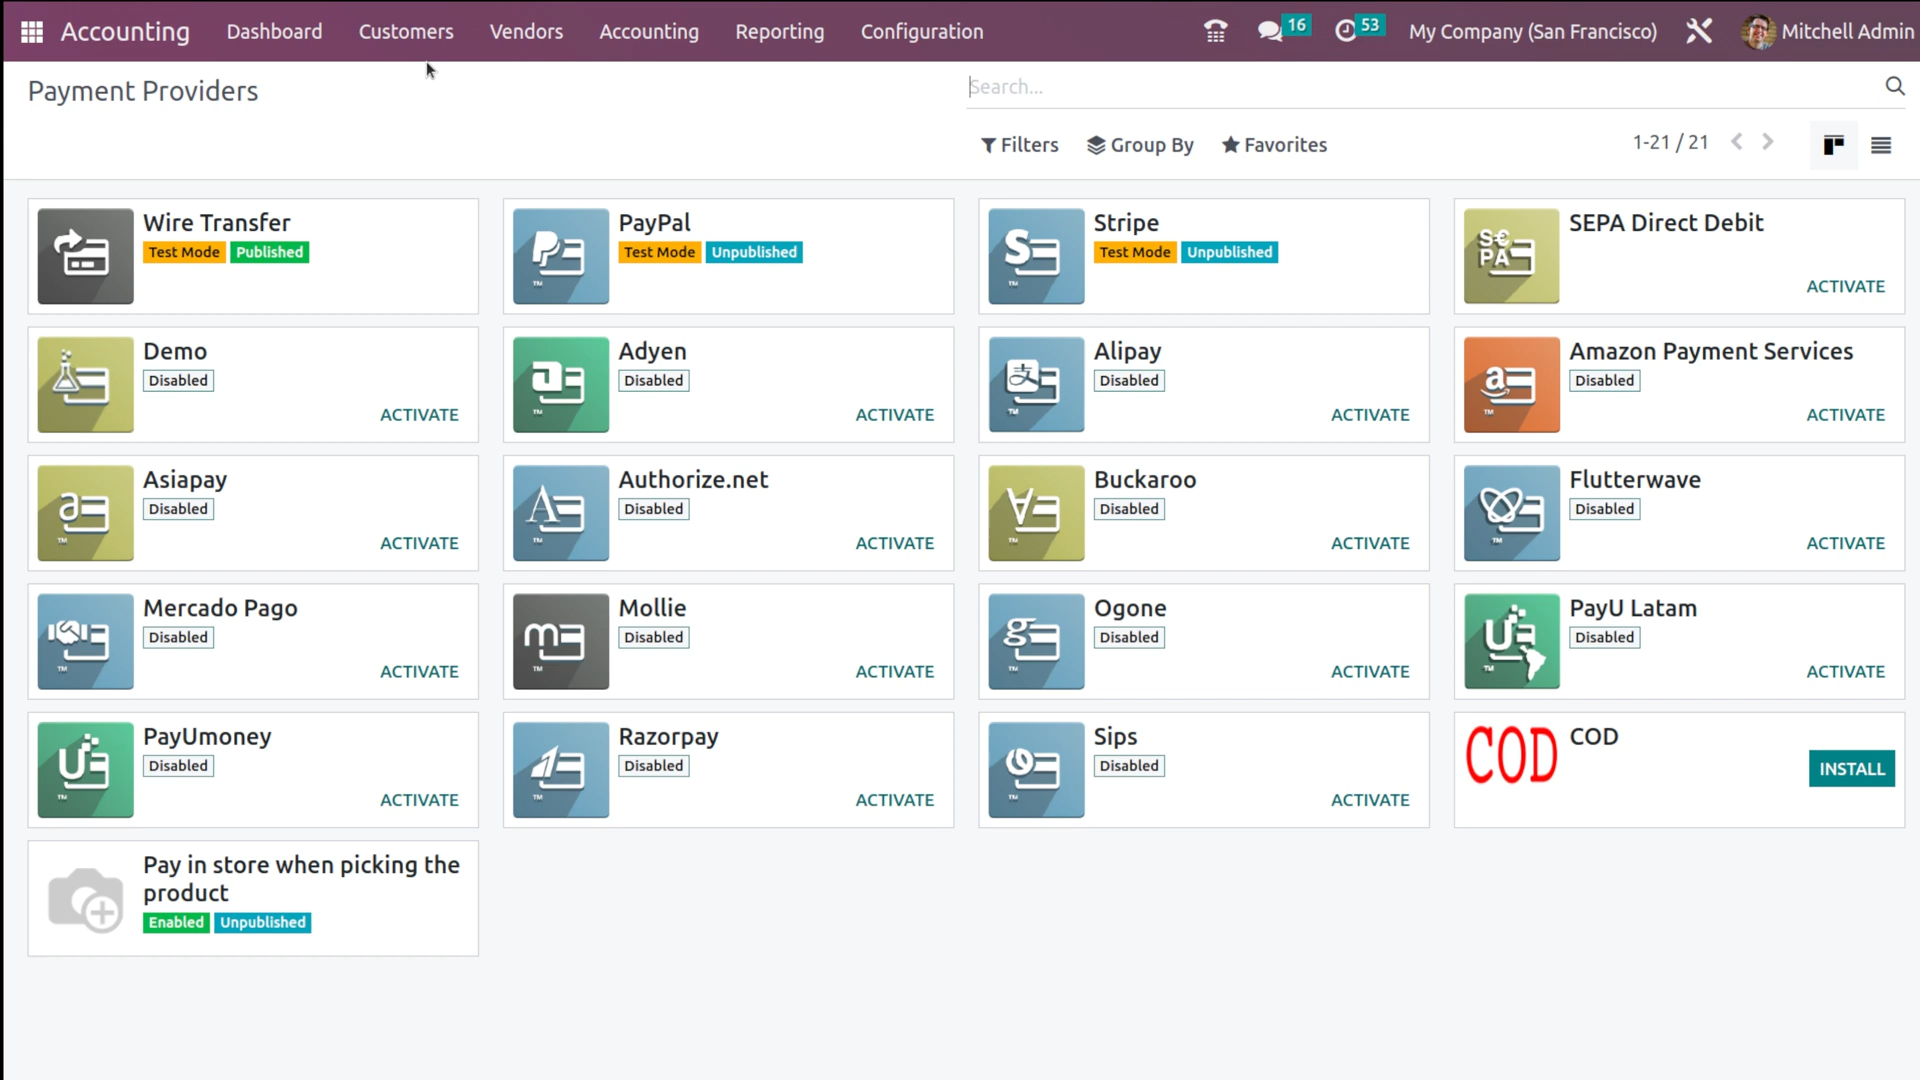 Accounting Dashboard Customers Vendors Accounting Reporting Configuration 16 53 My Company (San Francisco) Mitchell Admin
Payment Providers Search...
Filters Group By Favorites 1-21 / 21
Wire Transfer
Test Mode Published
PayPal
Test Mode Unpublished
Stripe
Test Mode Unpublished
SEPA Direct Debit
ACTIVATE
Demo
Disabled
ACTIVATE
Adyen
Disabled
ACTIVATE
Alipay
Disabled
ACTIVATE
Amazon Payment Services
Disabled
ACTIVATE
Asiapay
Disabled
ACTIVATE
Authorize.net
Disabled
ACTIVATE
Buckaroo
Disabled
ACTIVATE
Flutterwave
Disabled
ACTIVATE
Mercado Pago
Disabled
ACTIVATE
Mollie
Disabled
ACTIVATE
Ogone
Disabled
ACTIVATE
PayU Latam
Disabled
ACTIVATE
PayUmoney
Disabled
ACTIVATE
Razorpay
Disabled
ACTIVATE
Sips
Disabled
ACTIVATE
COD
COD
INSTALL
Pay in store when picking the
product
Enabled Unpublished